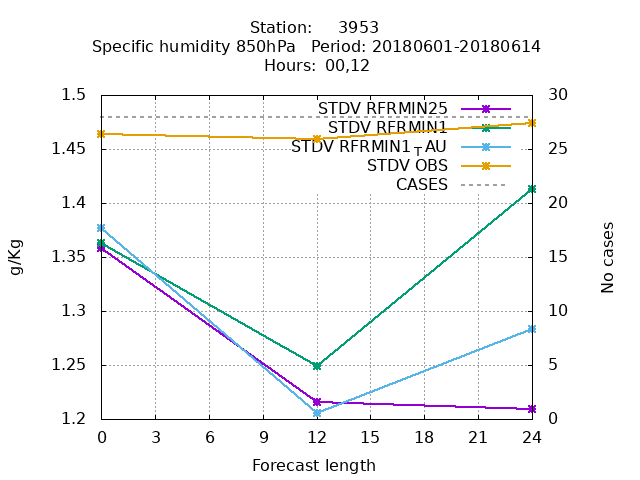 Station: 3953
Specific humidity 850hPa Period: 20180601-20180614
Hours: 00,12
1.5 30
STDV RFRMIN25
STDV RFRMIN1
1.45 25
STDV RFRMIN1TAU
STDV OBS
CASES
1.4 20
1.35 15
1.3 10
1.25 5
1.2 0
g/Kg
No cases
0 3 6 9 12 15 18 21 24
Forecast length